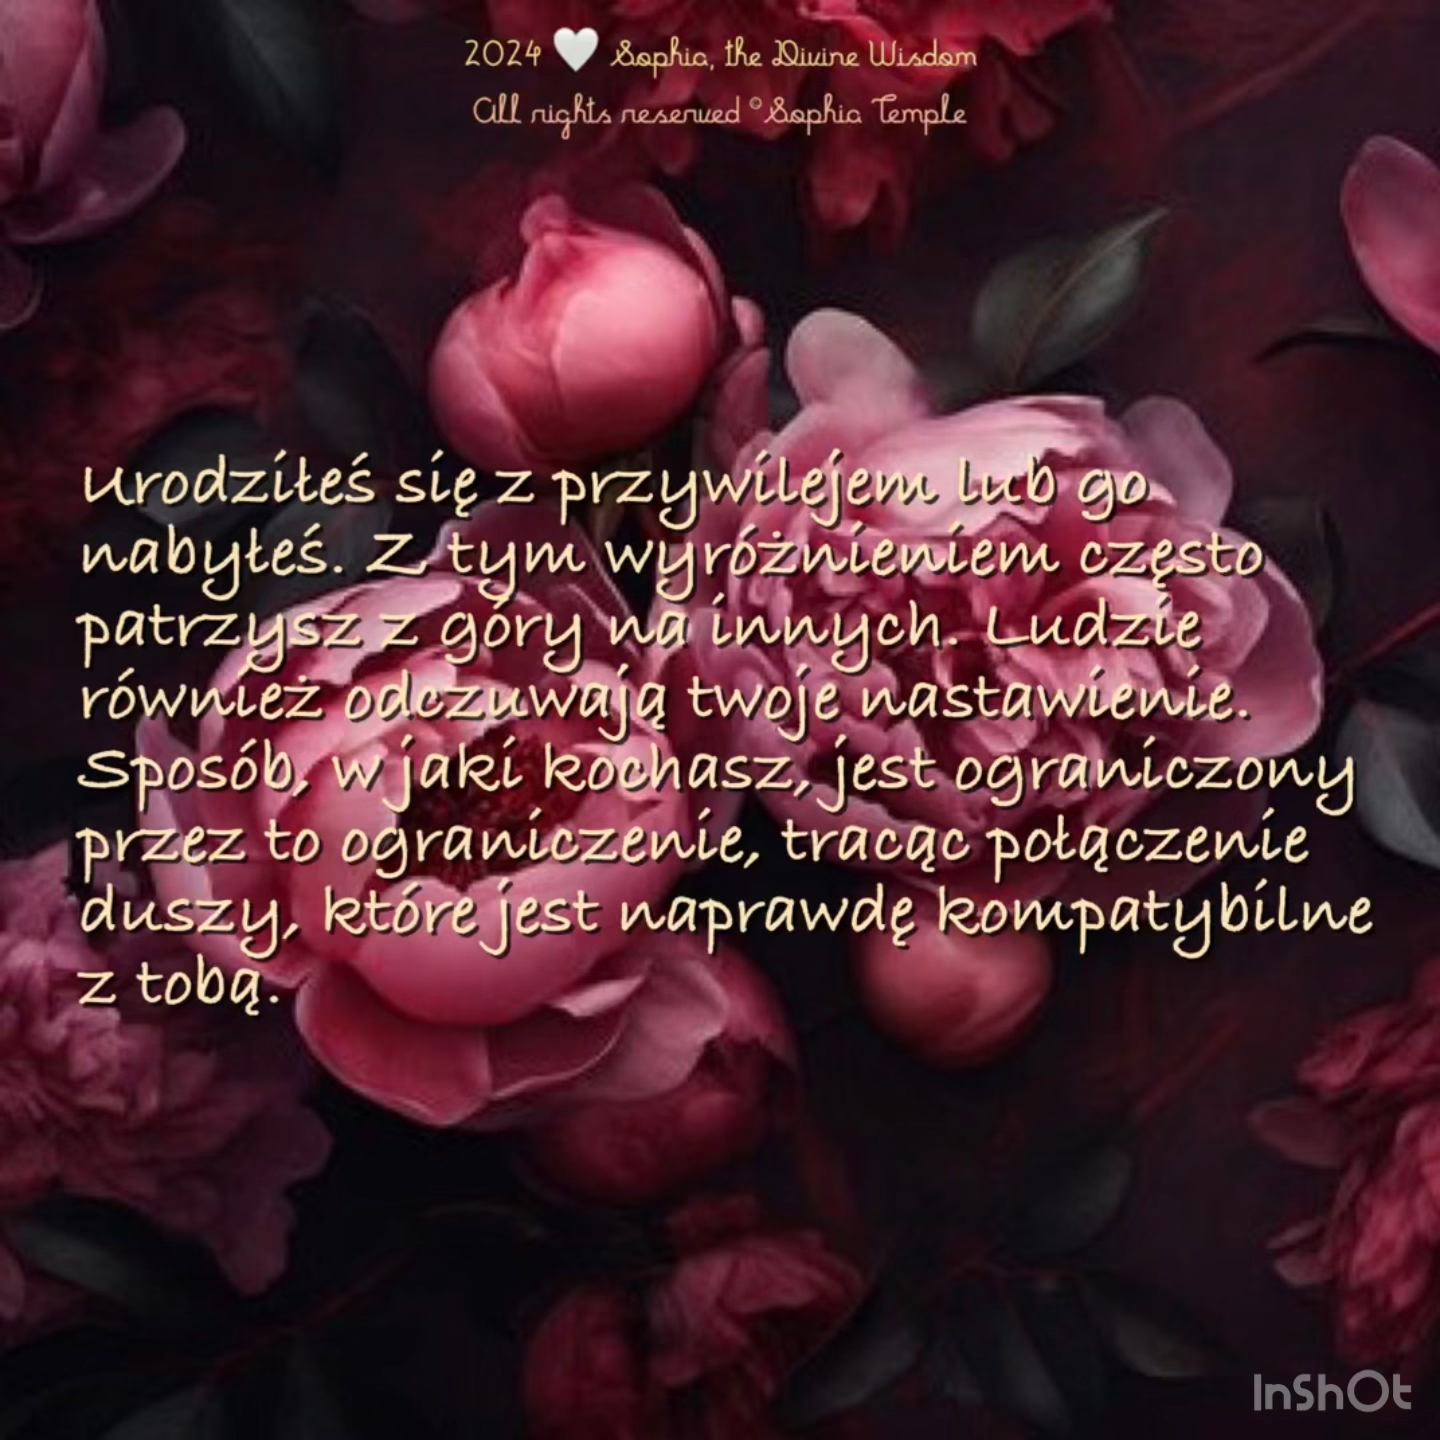 2024 🤍 Sophia, the Divine Wisdom
All rights reserved © Sophia Temple
Urodziłeś się z przywilejem lub go
nabyłeś. Z tym wyróżnieniem często
patrzysz z góry na innych. Ludzie
również odczuwają twoje nastawienie.
Sposób, w jaki kochasz, jest ograniczony
przez to ograniczenie, tracąc połączenie
duszy, które jest naprawdę kompatybilne
z tobą.
InShOt